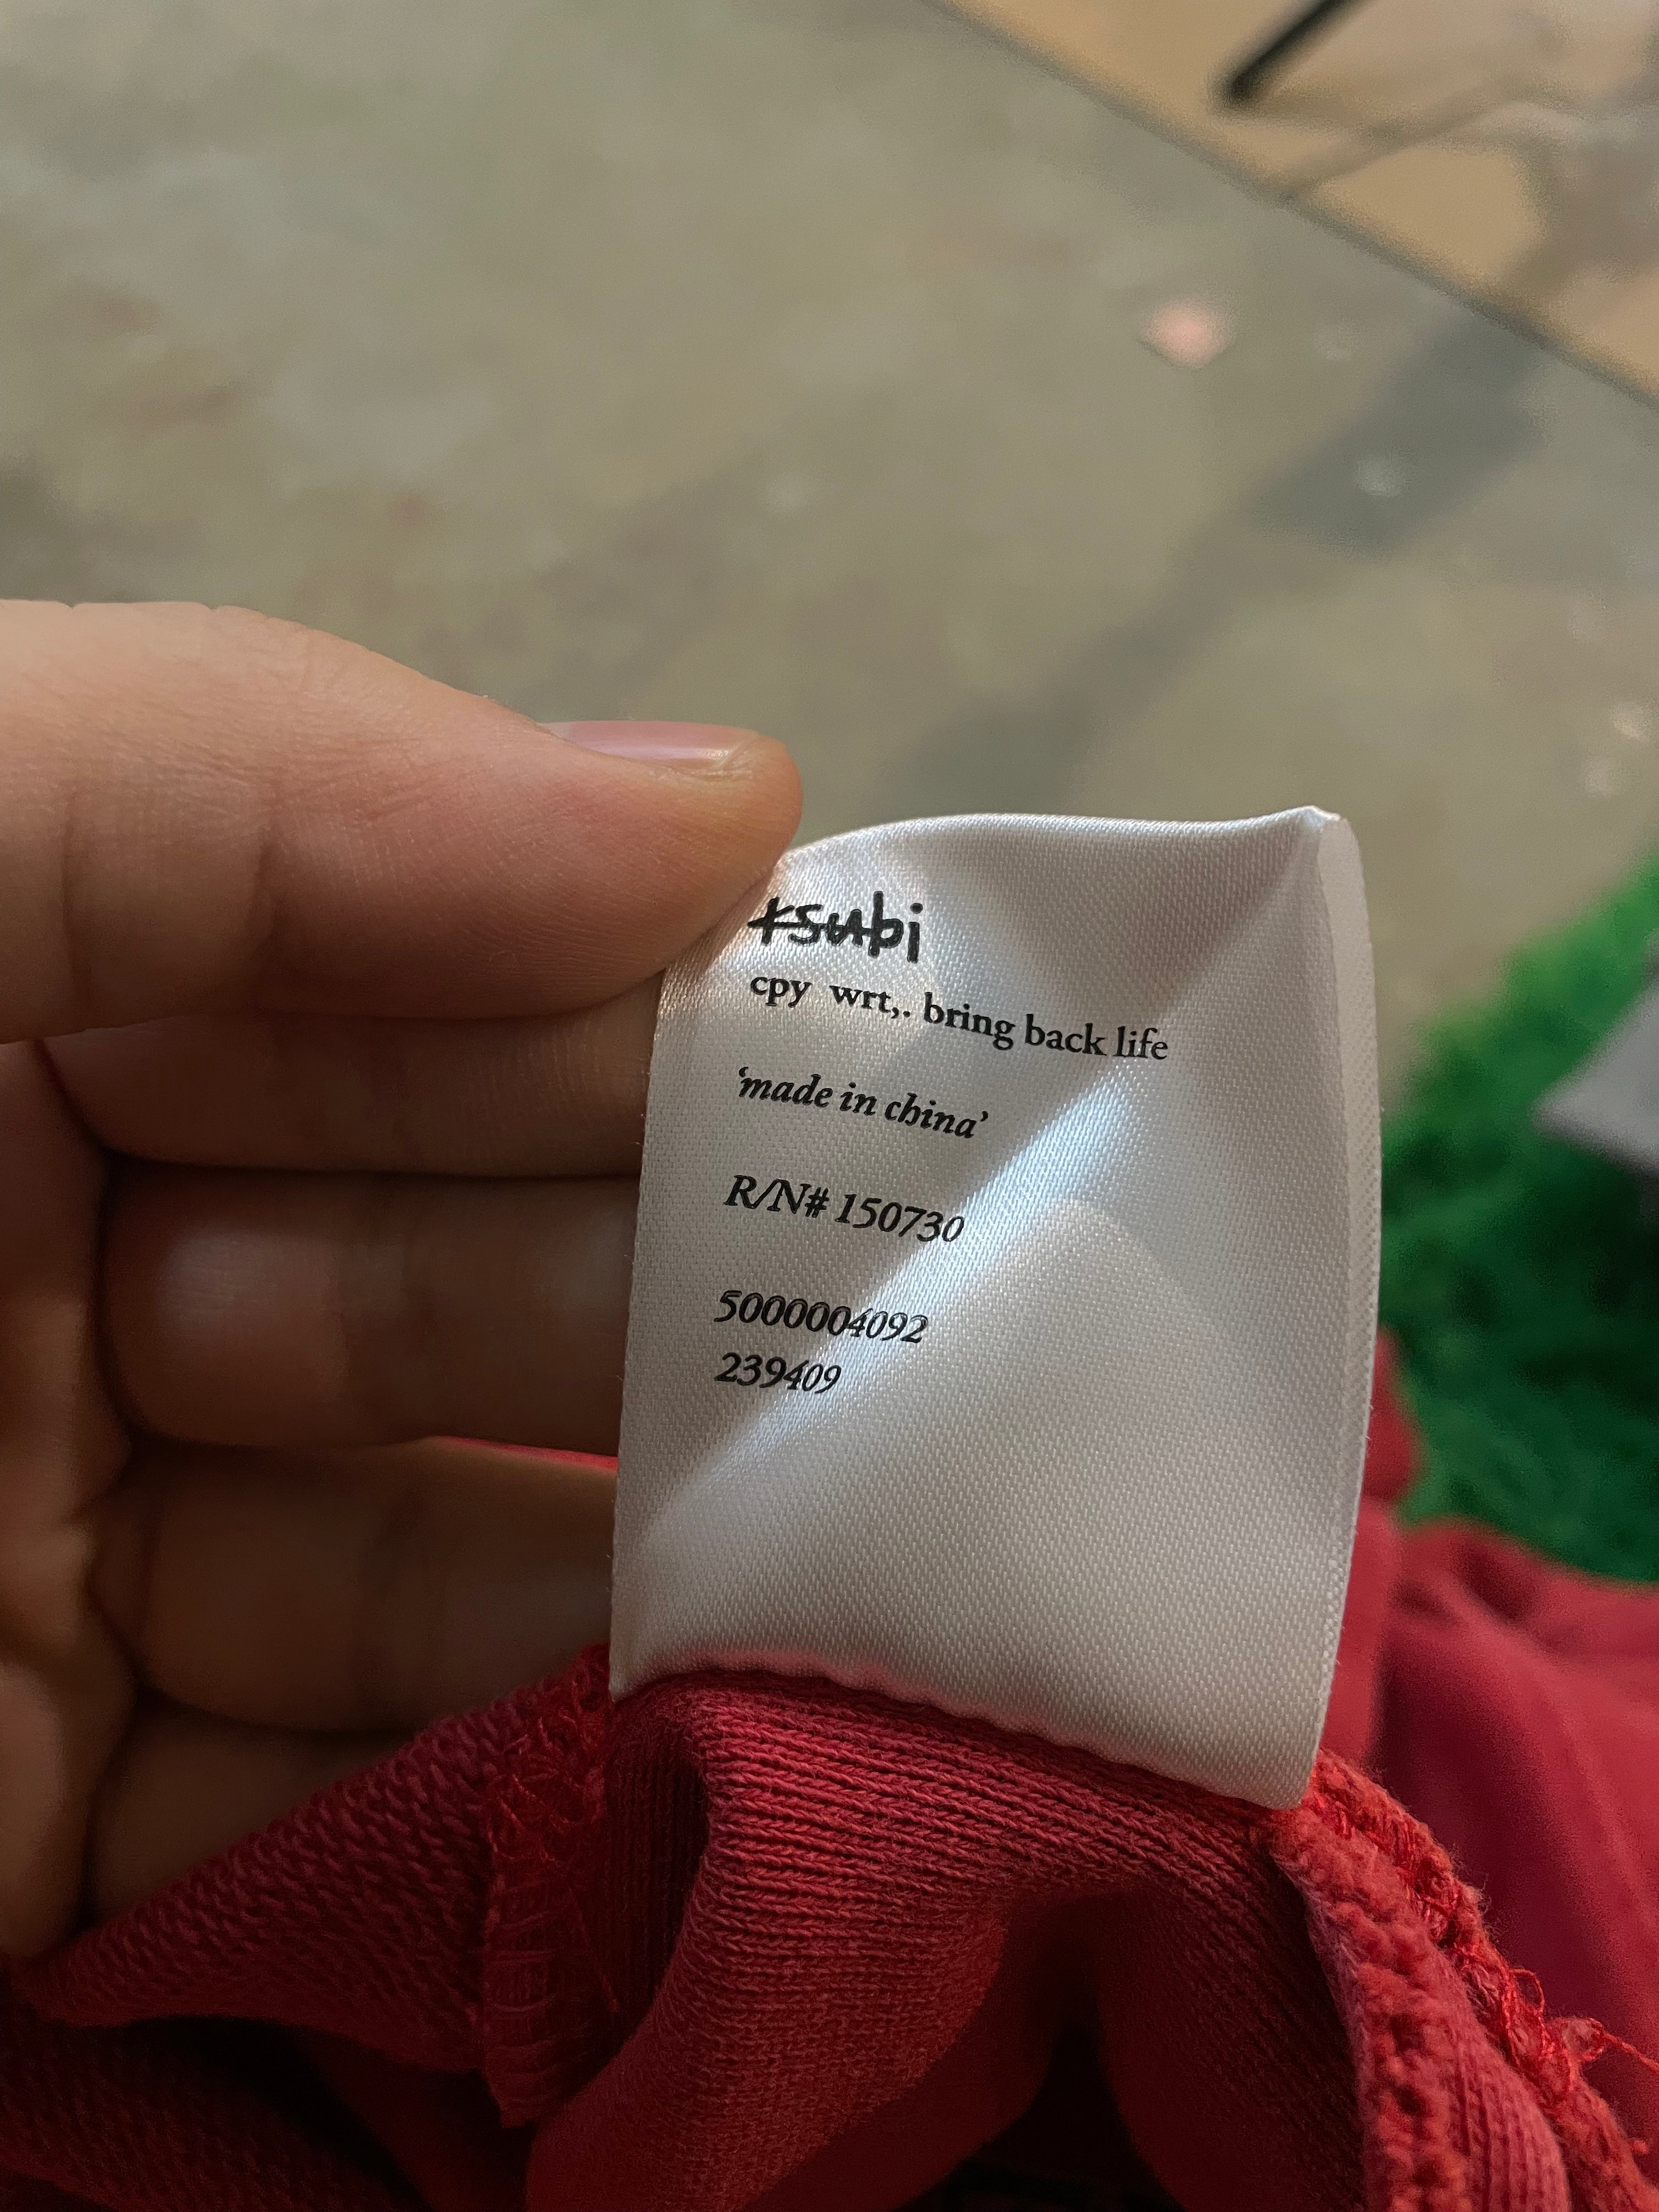 ksubi
cpy wrt,. bring back life
‘made in china’
R/N# 150730
5000004092
239409